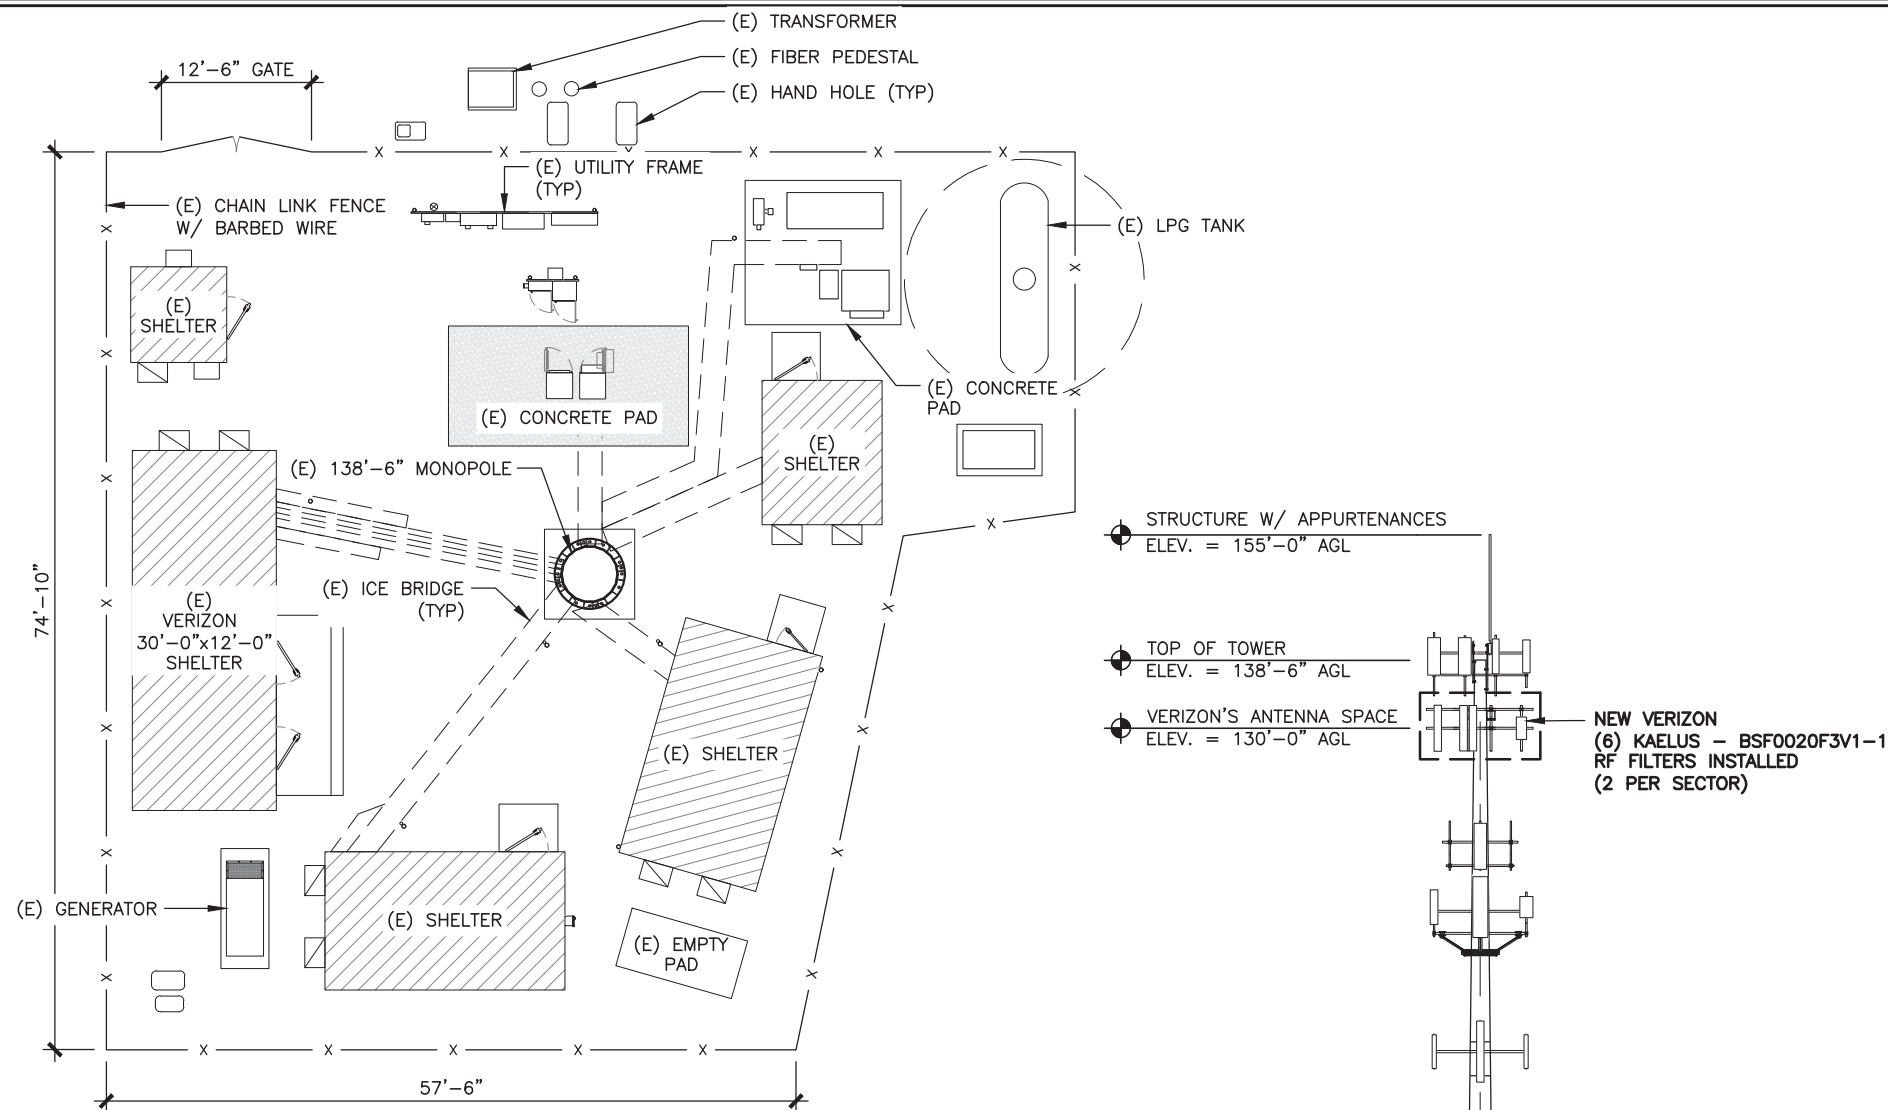 (E) TRANSFORMER
(E) FIBER PEDESTAL
(E) HAND HOLE (TYP)
12'-6" GATE
(E) UTILITY FRAME
(TYP)
(E) CHAIN LINK FENCE
W/ BARBED WIRE
(E) LPG TANK
(E)
SHELTER
(E) CONCRETE
PAD
(E) CONCRETE PAD
(E)
SHELTER
(E) 138'-6" MONOPOLE
(E) ICE BRIDGE
(TYP)
(E)
VERIZON
30'-0"x12'-0"
SHELTER
74'-10"
(E) SHELTER
(E) GENERATOR
(E) SHELTER
(E) EMPTY
PAD
57'-6"
STRUCTURE W/ APPURTENANCES
ELEV. = 155'-0" AGL
TOP OF TOWER
ELEV. = 138'-6" AGL
VERIZON'S ANTENNA SPACE
ELEV. = 130'-0" AGL
NEW VERIZON
(6) KAELUS - BSF0020F3V1-1
RF FILTERS INSTALLED
(2 PER SECTOR)